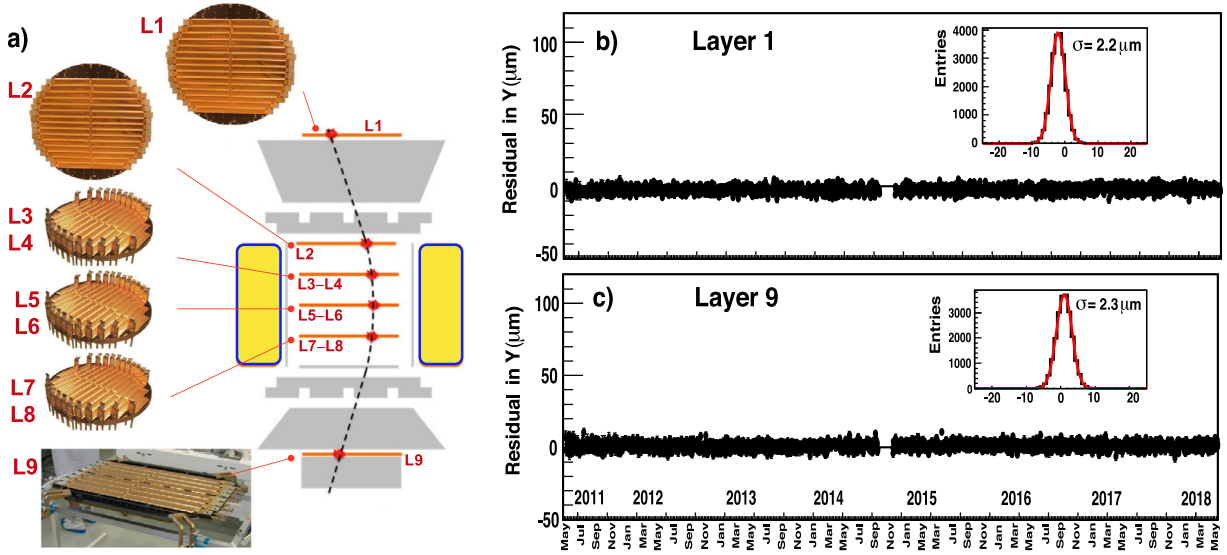 a)
L1
L2
L3
L4
L5
L6
L7
L8
L9
L1
L2
L3–L4
L5–L6
L7–L8
L9
b) Layer 1
Residual in Y(μm)
100
50
0
-50
Entries
4000
3000
2000
1000
0
σ= 2.2 μm
-20 -10 0 10 20
c) Layer 9
Residual in Y(μm)
100
50
0
-50
Entries
3000
2000
1000
0
σ= 2.3 μm
-20 -10 0 10 20
2011 2012 2013 2014 2015 2016 2017 2018
May Jul Sep Nov Jan Mar May Jul Sep Nov Jan Mar May Jul Sep Nov Jan Mar May Jul Sep Nov Jan Mar May Jul Sep Nov Jan Mar May Jul Sep Nov Jan Mar May Jul Sep Nov Jan Mar May